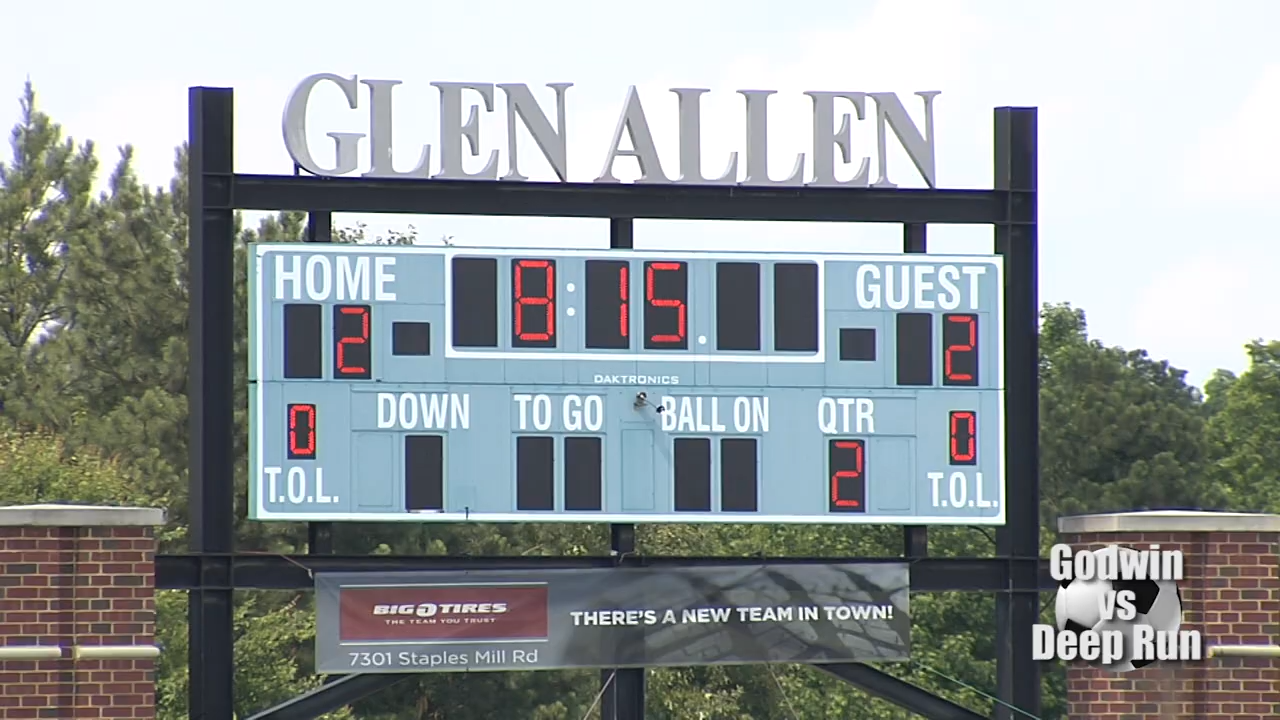 GLEN ALLEN
HOME 8:15. GUEST
2 2
DAKTRONICS
DOWN TO GO BALL ON QTR
0 2 0
T.O.L. T.O.L.
BIG O TIRES
THE TEAM YOU TRUST
THERE'S A NEW TEAM IN TOWN!
7301 Staples Mill Rd
Godwin
vs
Deep Run